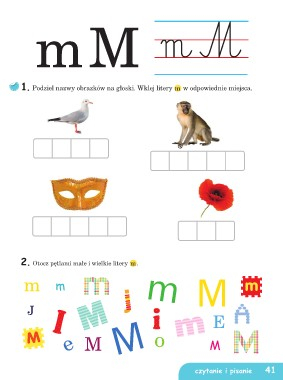 m M m M
1. Podziel nazwy obrazków na głoski. Wklej litery m w odpowiednie miejsca.
2. Otocz pętlami małe i wielkie litery m.
m m m l m M m
J I M i m E A
M e M M o m M
czytanie i pisanie 41